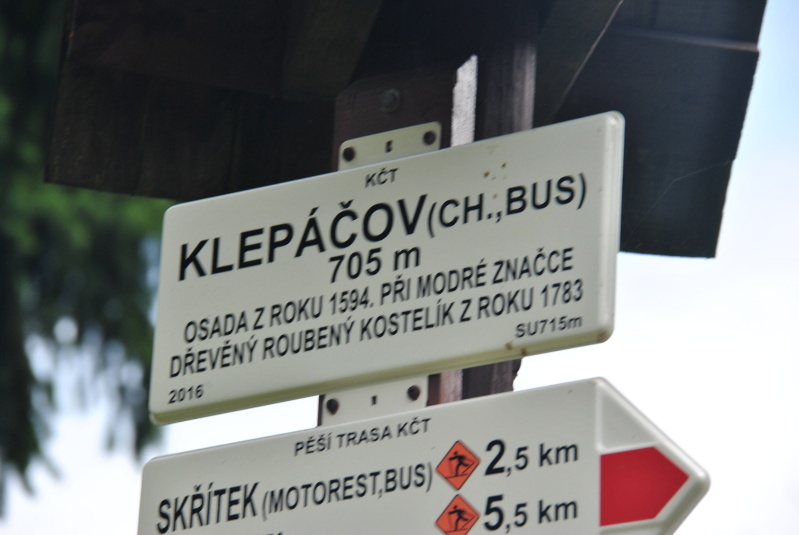 KČT
KLEPÁČOV (CH.,BUS)
705 m
OSADA Z ROKU 1594. PŘI MODRÉ ZNAČCE
DŘEVĚNÝ ROUBENÝ KOSTELÍK Z ROKU 1783
2016 SU715m
PĚŠÍ TRASA KČT
SKŘÍTEK (MOTOREST,BUS) 2,5 km
5,5 km